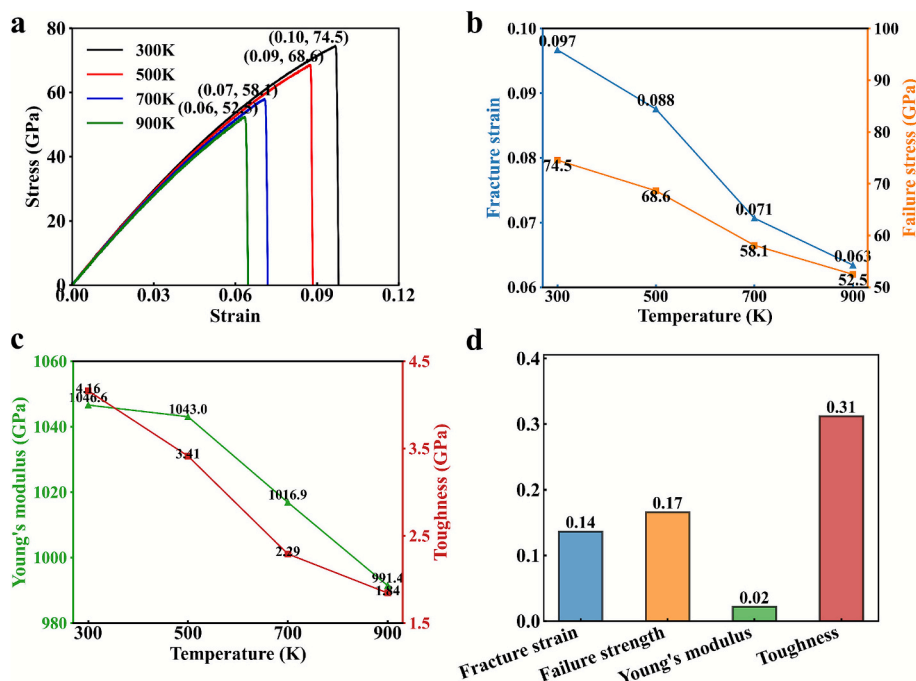 a
80
60
40
20
0
Stress (GPa)
300K
500K
700K
900K
(0.10, 74.5)
(0.09, 68.6)
(0.07, 58.1)
(0.06, 52.5)
0.00 0.03 0.06 0.09 0.12
Strain
b
0.10
0.09
0.08
0.07
0.06
Fracture strain
0.097
0.088
0.071
0.063
74.5
68.6
58.1
52.5
100
90
80
70
60
50
Failure stress (GPa)
300 500 700 900
Temperature (K)
c
1060
1040
1020
1000
980
Young's modulus (GPa)
4.16
1046.6
1043.0
3.41
1016.9
2.29
991.4
1.84
4.5
3.5
2.5
1.5
Toughness (GPa)
300 500 700 900
Temperature (K)
d
0.4
0.3
0.2
0.1
0.0
0.14
0.17
0.02
0.31
Fracture strain
Failure strength
Young's modulus
Toughness